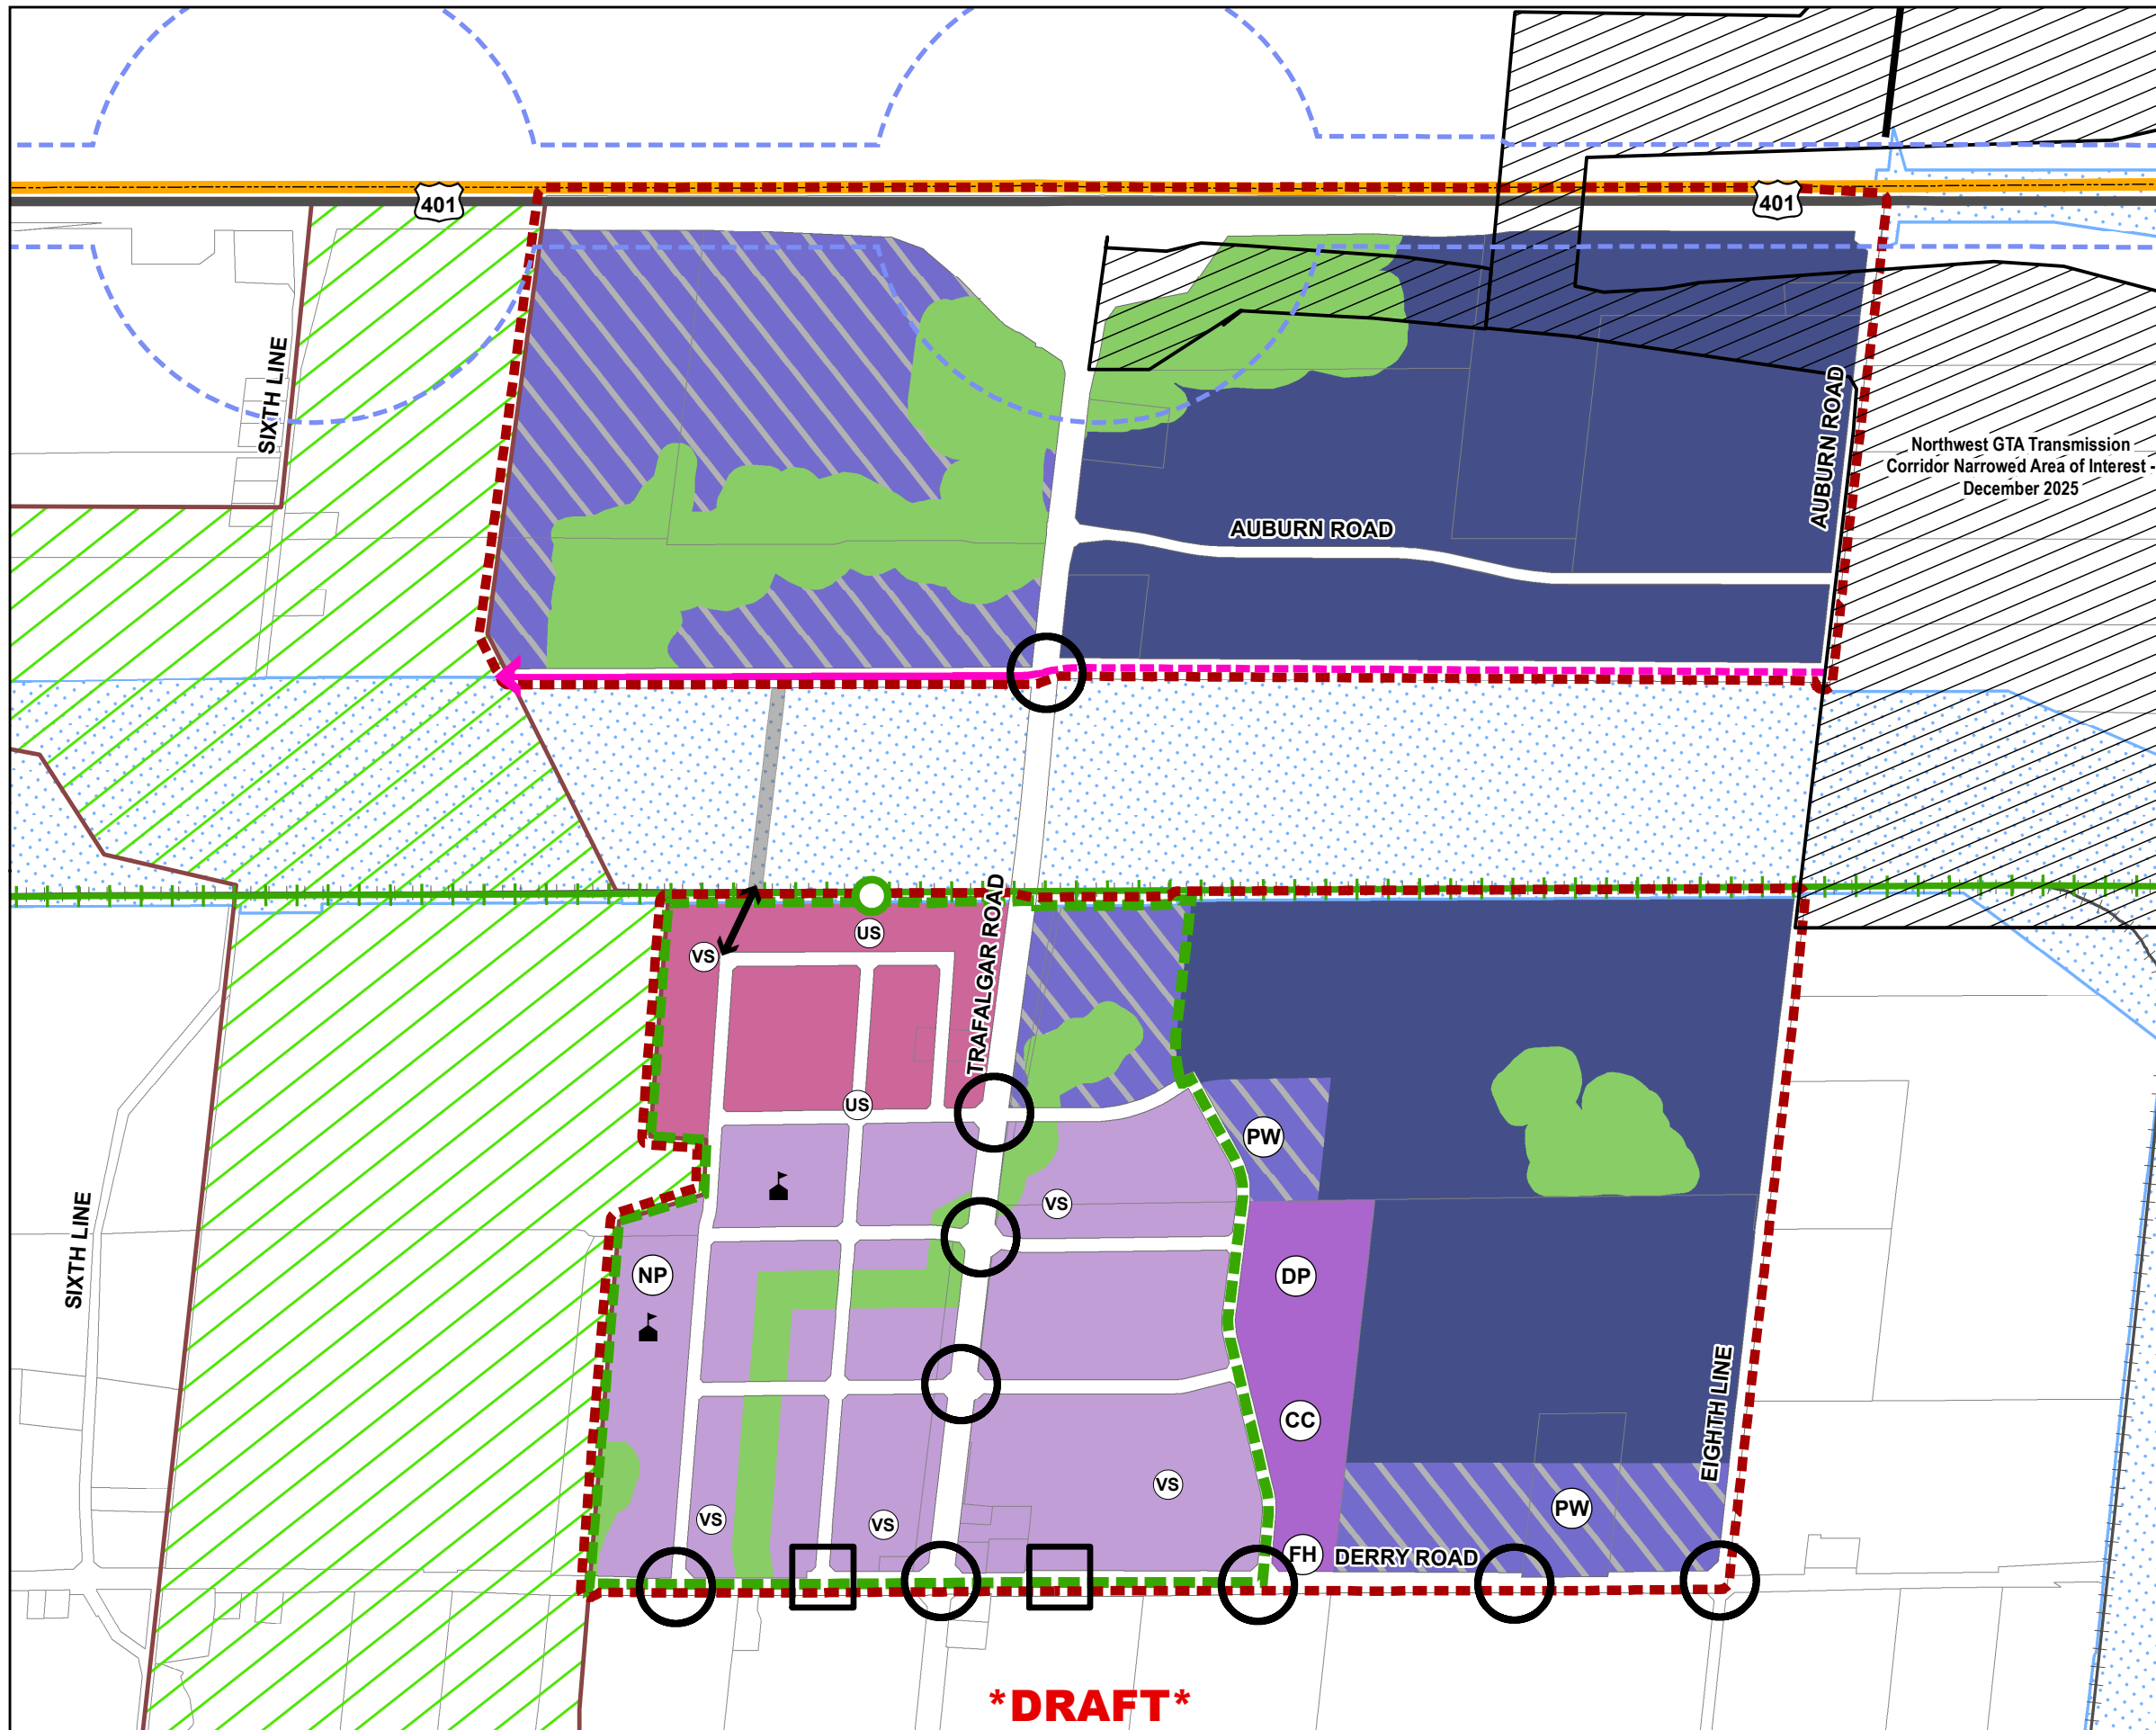 401
401
SIXTH LINE
AUBURN ROAD
Northwest GTA Transmission
Corridor Narrowed Area of Interest -
December 2025
AUBURN ROAD
TRAFALGAR ROAD
US
VS
US
PW
VS
SIXTH LINE
NP
DP
EIGHTH LINE
CC
VS
PW
VS
VS
FH
DERRY ROAD
*DRAFT*